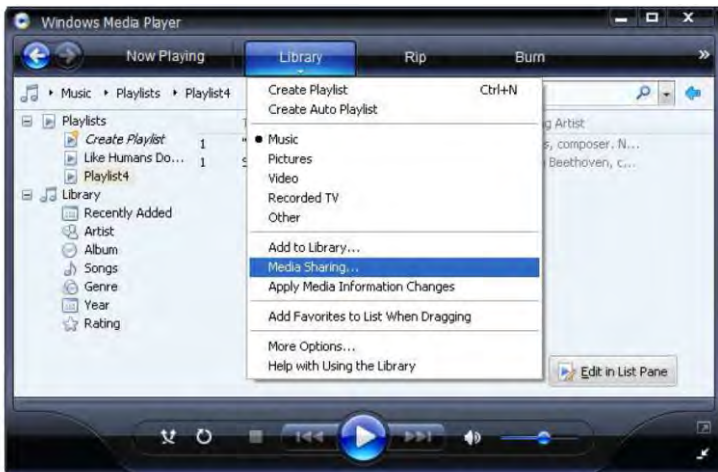 Windows Media Player
Now Playing
Library
Rip
Burn
»
Music ▸ Playlists ▸ Playlist4
Create Playlist Ctrl+N
Create Auto Playlist
Music
Pictures
Video
Recorded TV
Other
Add to Library...
Media Sharing...
Apply Media Information Changes
Add Favorites to List When Dragging
More Options...
Help with Using the Library
Playlists
Create Playlist
Like Humans Do...
Playlist4
Library
Recently Added
Artist
Album
Songs
Genre
Year
Rating
1
1
Artist
composer. N...
Beethoven, c...
Edit in List Pane